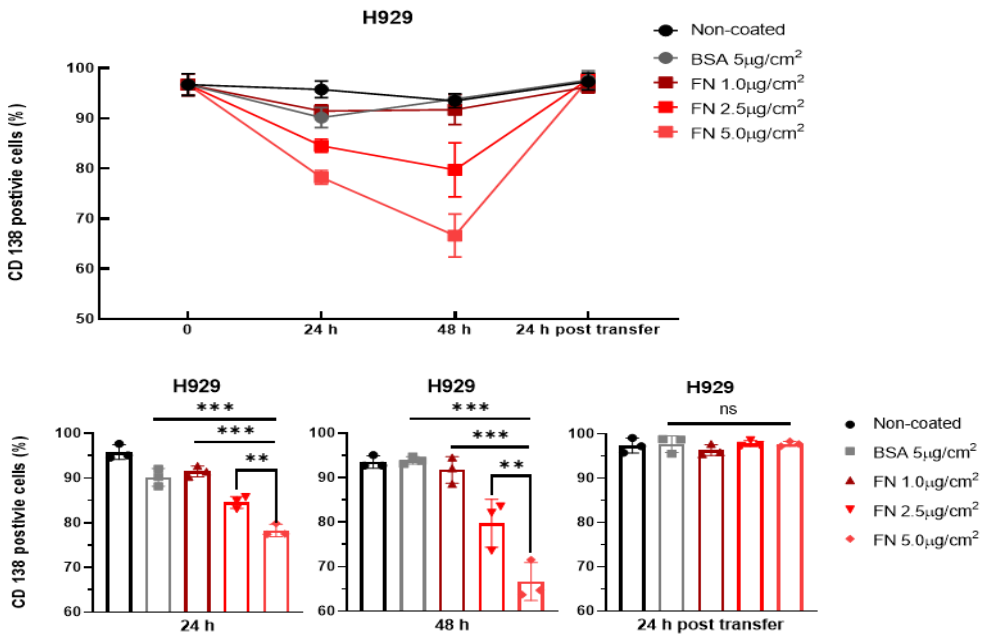 H929
Non-coated
BSA 5μg/cm²
FN 1.0μg/cm²
FN 2.5μg/cm²
FN 5.0μg/cm²
CD 138 postivie cells (%)
100
90
80
70
60
50
0 24 h 48 h 24 h post transfer
H929 H929 H929
*** *** ns
*** ***
** **
CD 138 postivie cells (%)
100 100 100
90 90 90
80 80 80
70 70 70
60 60 60
24 h 48 h 24 h post transfer
Non-coated
BSA 5μg/cm²
FN 1.0μg/cm²
FN 2.5μg/cm²
FN 5.0μg/cm²